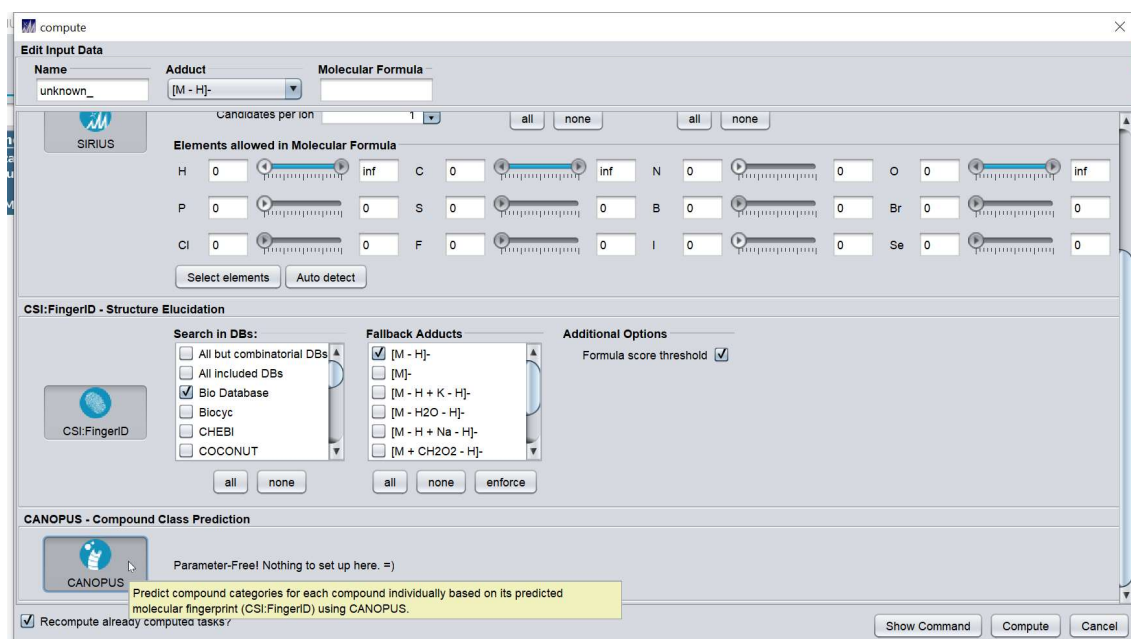 compute
Edit Input Data
Name Adduct Molecular Formula
unknown_ [M - H]-
SIRIUS
Candidates per ion 1 all none all none
Elements allowed in Molecular Formula
H 0 inf C 0 inf N 0 0 O 0 inf
P 0 0 S 0 0 B 0 0 Br 0 0
Cl 0 0 F 0 0 I 0 0 Se 0 0
Select elements Auto detect
CSI:FingerID - Structure Elucidation
Search in DBs: Fallback Adducts Additional Options
All but combinatorial DBs [M - H]- Formula score threshold
All included DBs [M]-
Bio Database [M - H + K - H]-
Biocyc [M - H2O - H]-
CHEBI [M - H + Na - H]-
COCONUT [M + CH2O2 - H]-
CSI:FingerID
all none all none enforce
CANOPUS - Compound Class Prediction
Parameter-Free! Nothing to set up here. =)
CANOPUS
Predict compound categories for each compound individually based on its predicted
molecular fingerprint (CSI:FingerID) using CANOPUS.
Recompute already computed tasks?
Show Command Compute Cancel